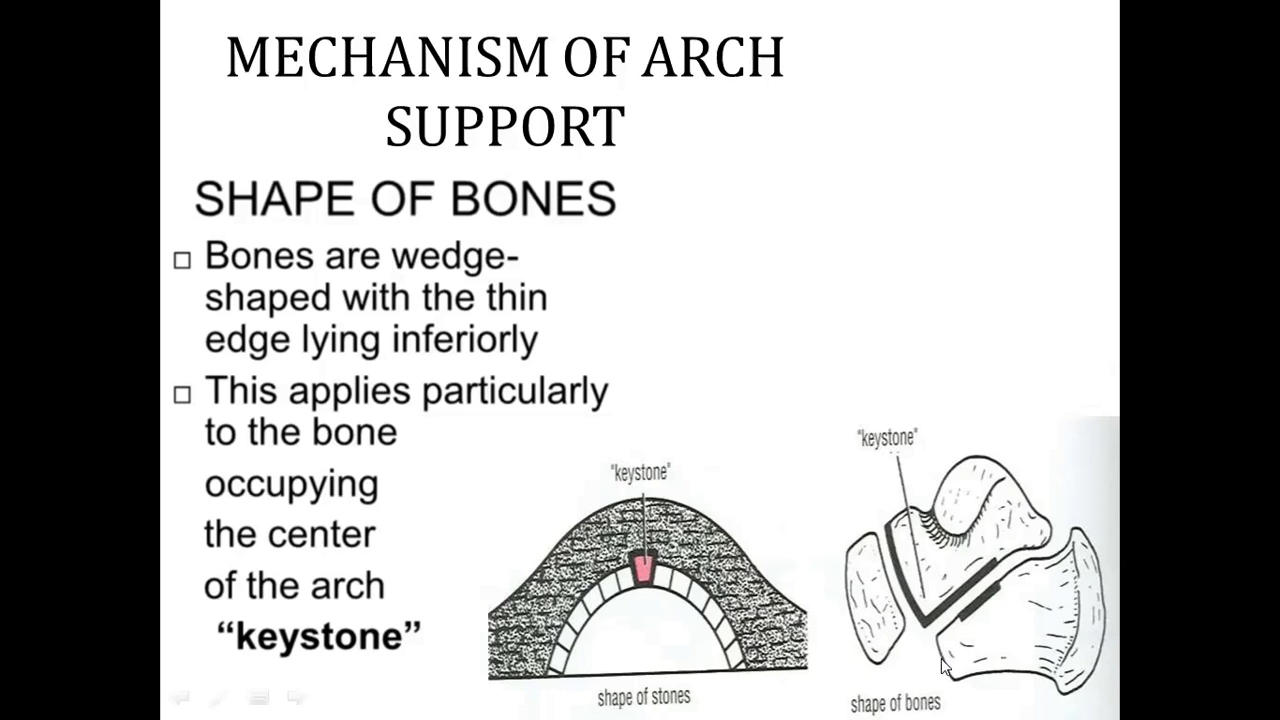 MECHANISM OF ARCH
SUPPORT
SHAPE OF BONES
Bones are wedge-
shaped with the thin
edge lying inferiorly
This applies particularly
to the bone
occupying
the center
of the arch
“keystone”
"keystone"
shape of stones
"keystone"
shape of bones